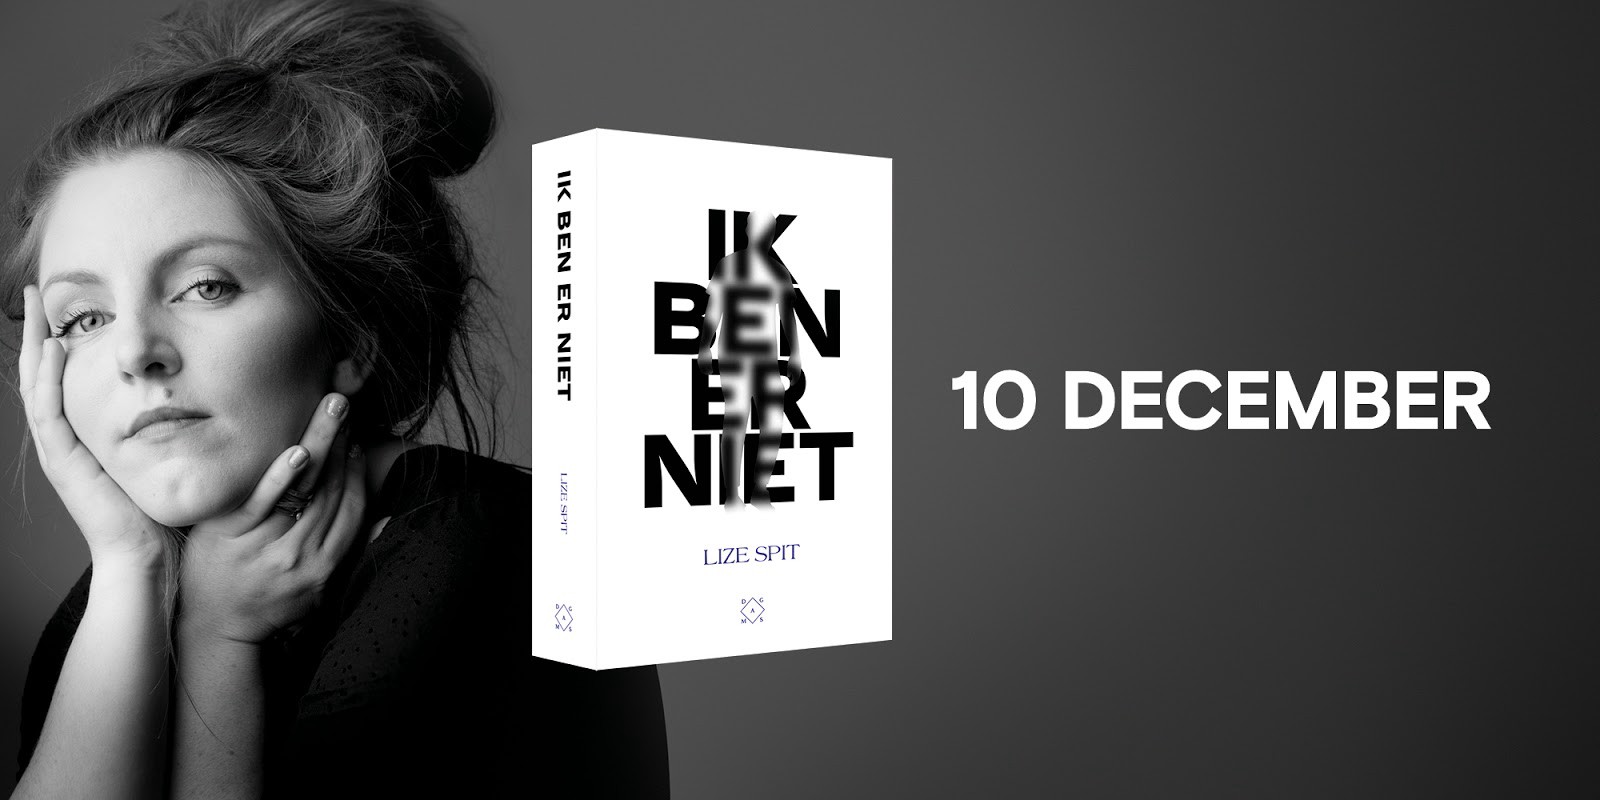 IK BEN ER NIET
LIZE SPIT
D G
A
M S
IK
BEN
ER
NIET
LIZE SPIT
D G
A
M S
10 DECEMBER